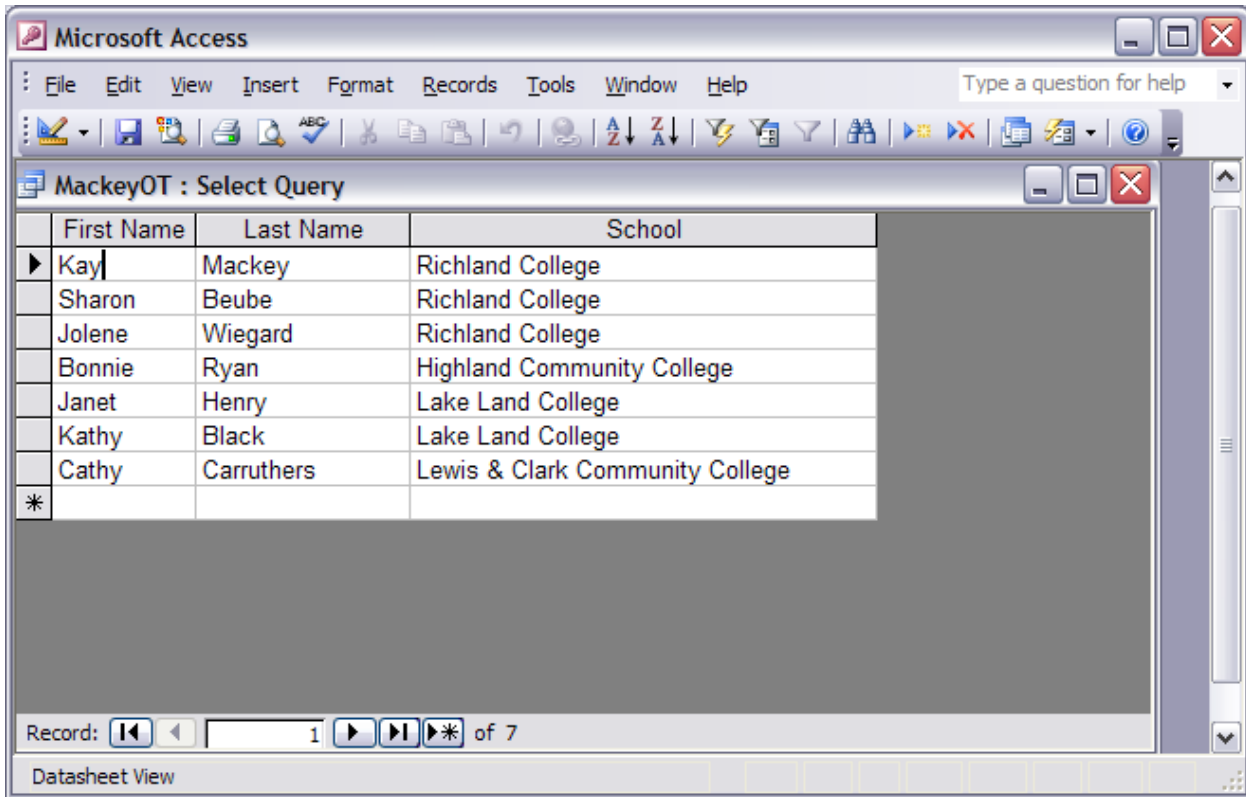 Microsoft Access
File Edit View Insert Format Records Tools Window Help Type a question for help
ABC A Z Z A
MackeyOT : Select Query
First Name Last Name School
Kay Mackey Richland College
Sharon Beube Richland College
Jolene Wiegard Richland College
Bonnie Ryan Highland Community College
Janet Henry Lake Land College
Kathy Black Lake Land College
Cathy Carruthers Lewis & Clark Community College
Record: 1 of 7
Datasheet View